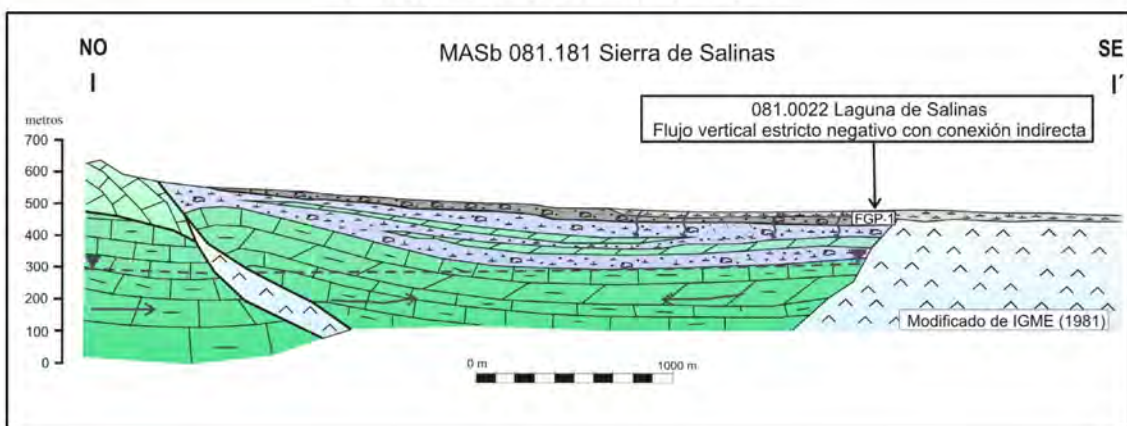 NO
I
MASb 081.181 Sierra de Salinas
SE
I´
081.0022 Laguna de Salinas
Flujo vertical estricto negativo con conexión indirecta
metros
700
600
500
400
300
200
100
0
FGP-1
Modificado de IGME (1981)
0 m
1000 m